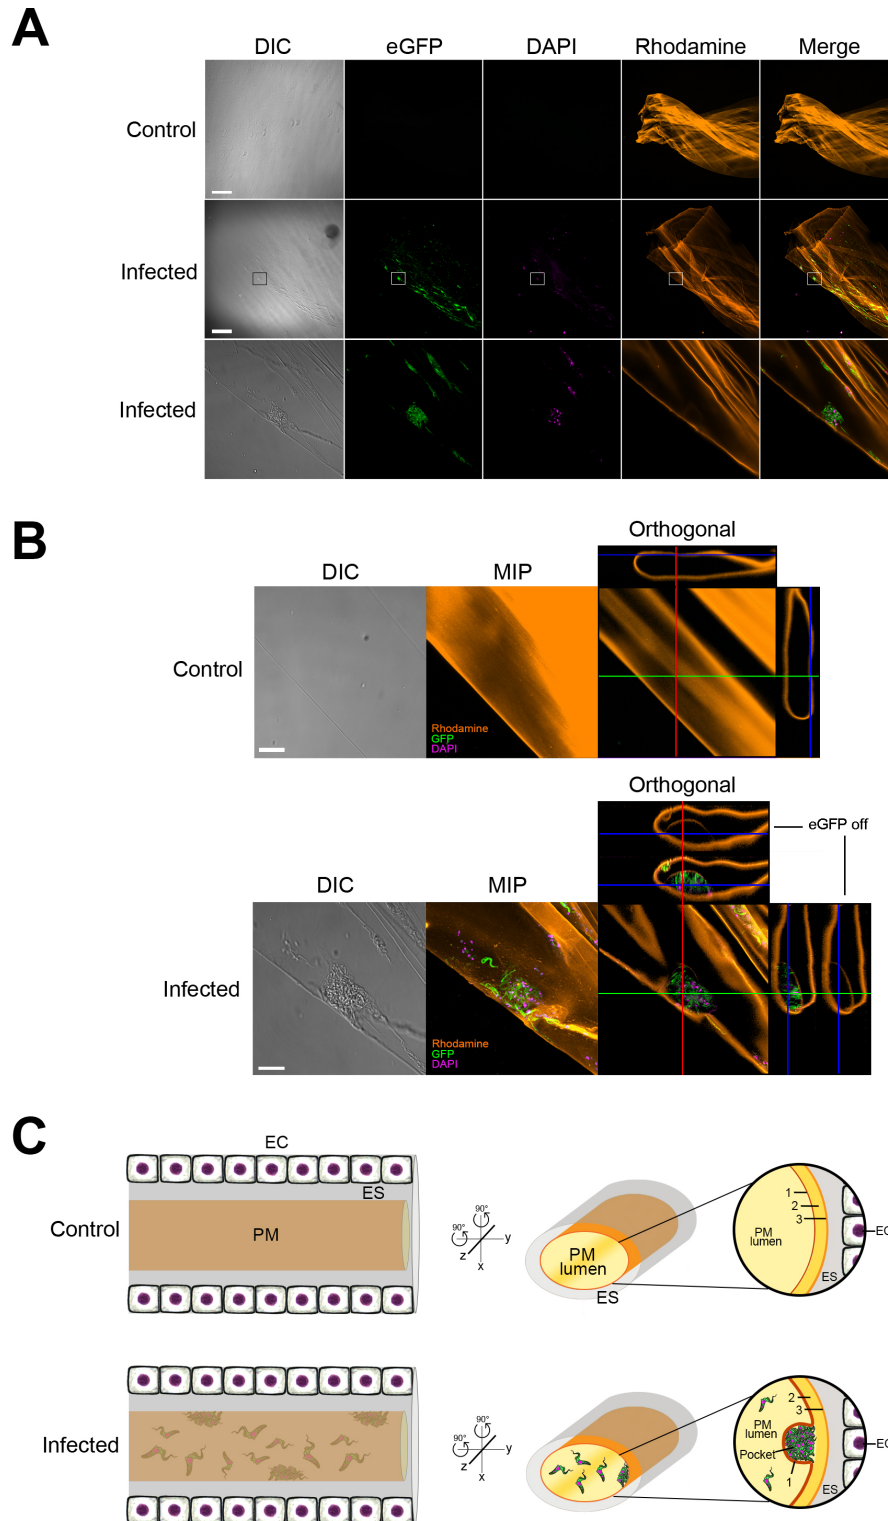 A
DIC eGFP DAPI Rhodamine Merge
Control
Infected
Infected
B
Orthogonal
DIC MIP
Control
Rhodamine
GFP
DAPI
Orthogonal
eGFP off
DIC MIP
Infected
Rhodamine
GFP
DAPI
C
EC
ES
Control
PM
90°
90°
y
z
x
PM
lumen
ES
1
2
3
PM
lumen
EC
ES
Infected
90°
90°
y
z
x
2
3
PM
lumen
Pocket
EC
1
ES